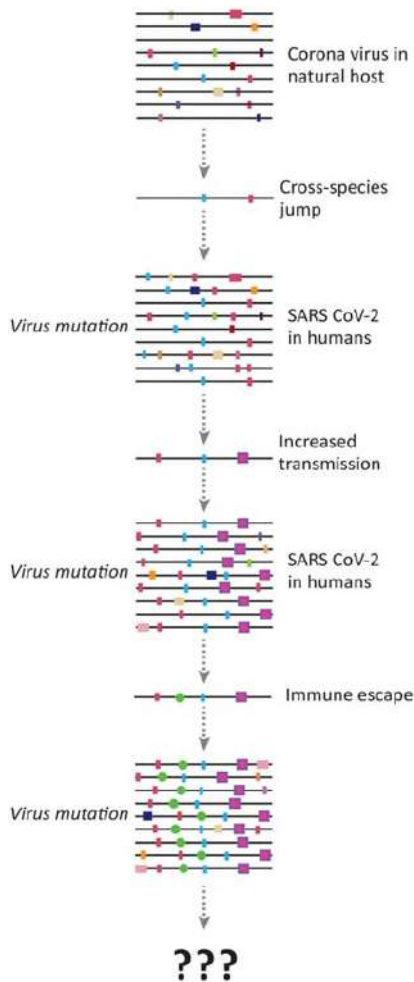 Corona virus in
natural host
Cross-species
jump
Virus mutation
SARS CoV-2
in humans
Increased
transmission
Virus mutation
SARS CoV-2
in humans
Immune escape
Virus mutation
???